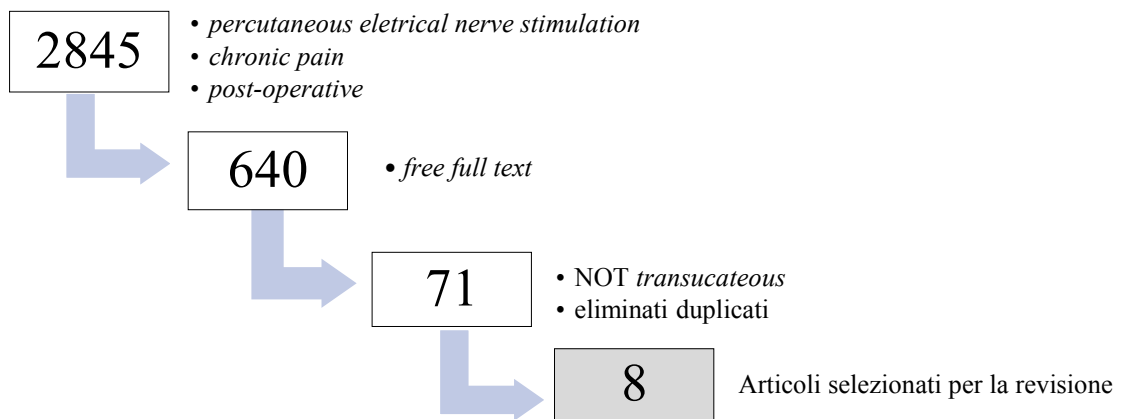 2845
• percutaneous eletrical nerve stimulation
• chronic pain
• post-operative
640
• free full text
71
• NOT transucateous
• eliminati duplicati
8
Articoli selezionati per la revisione